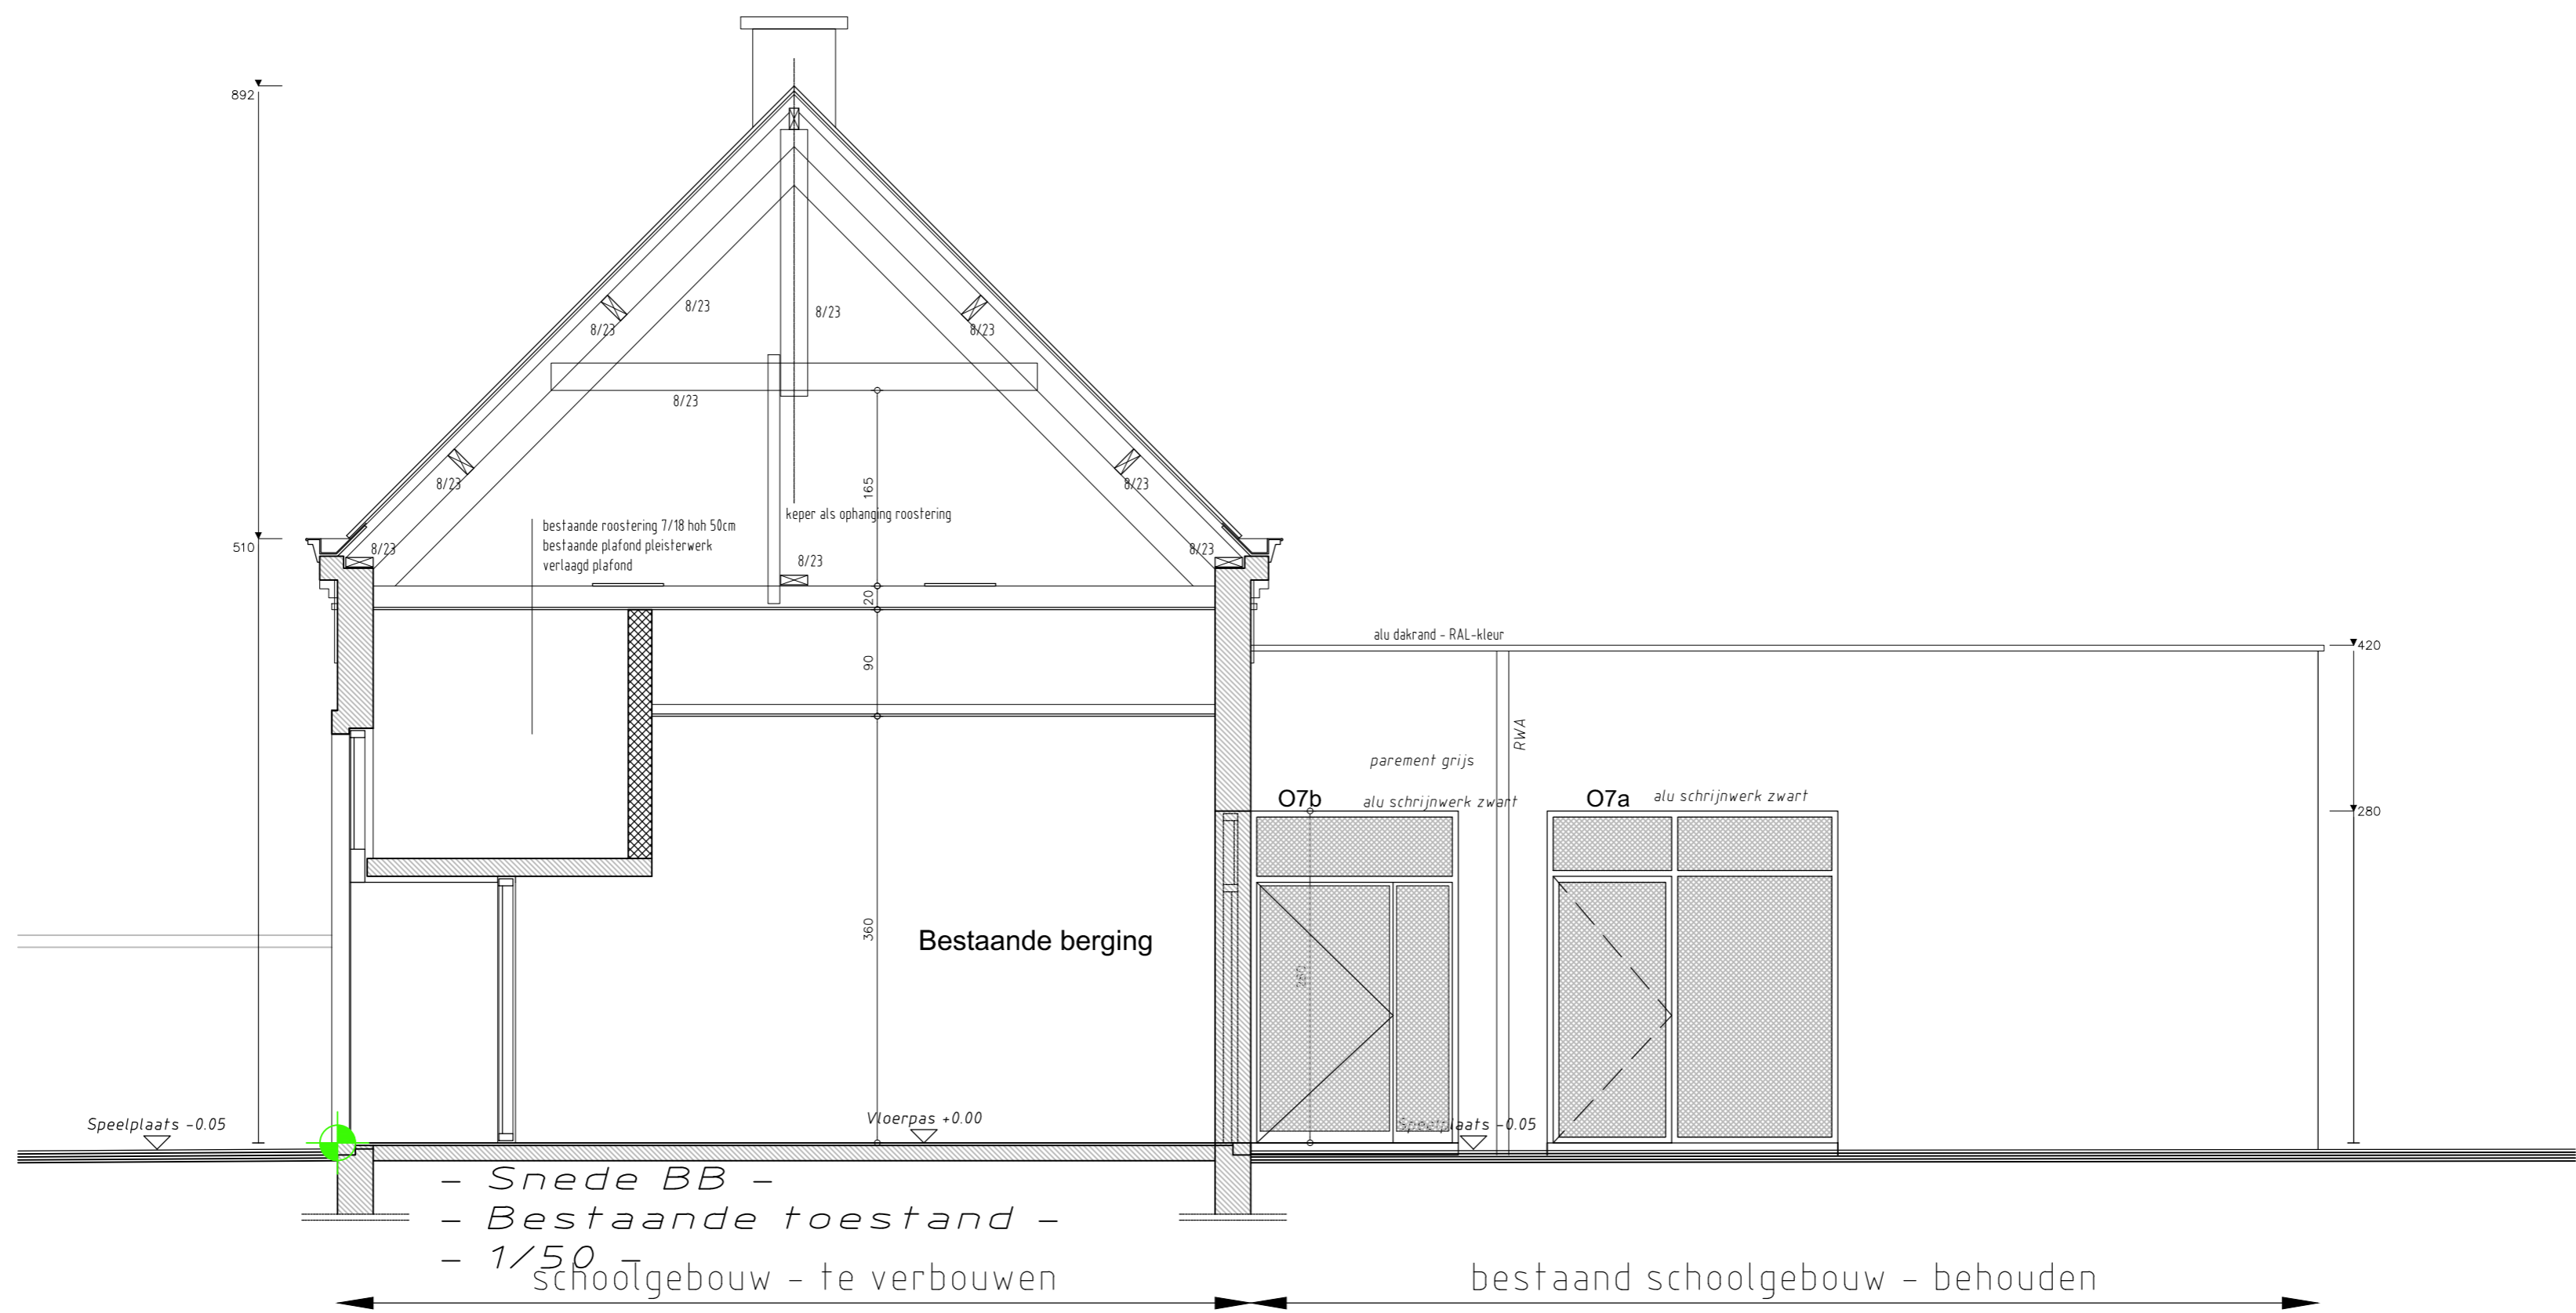 892
8/23
8/23
8/23
8/23
8/23
8/23
8/23
165
keper als ophanging roostering
bestaande roostering 7/18 hoh 50cm
bestaande plafond pleisterwerk
verlaagd plafond
510
8/23
8/23
8/23
20
alu dakrand - RAL-kleur
420
90
RWA
parement grijs
O7b
alu schrijnwerk zwart
O7a
alu schrijnwerk zwart
280
360
Bestaande berging
280
Speelplaats -0.05
Vloerpas +0.00
Speelplaats -0.05
- Snede BB -
- Bestaande toestand -
- 1/50 -
schoolgebouw - te verbouwen
bestaand schoolgebouw - behouden